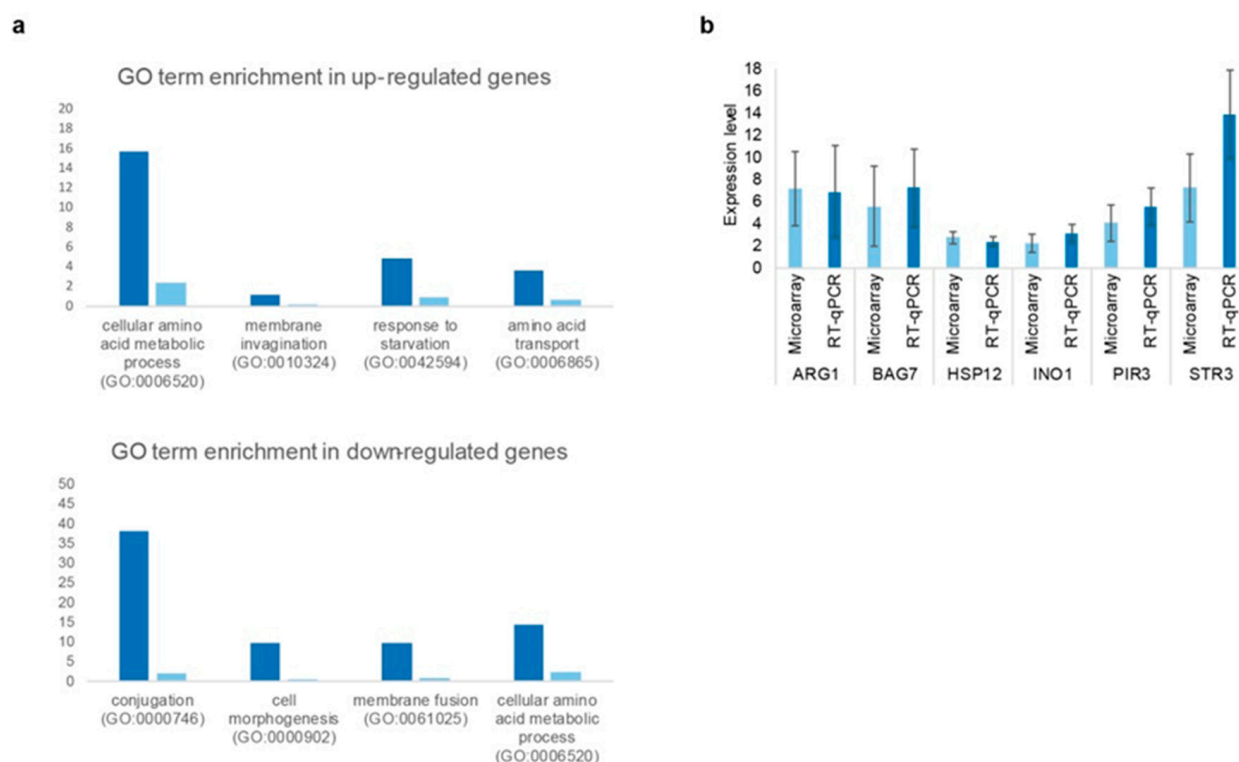 a
GO term enrichment in up-regulated genes
20
18
16
14
12
10
8
6
4
2
0
cellular amino
acid metabolic
process
(GO:0006520)
membrane
invagination
(GO:0010324)
response to
starvation
(GO:0042594)
amino acid
transport
(GO:0006865)
GO term enrichment in down-regulated genes
50
45
40
35
30
25
20
15
10
5
0
conjugation
(GO:0000746)
cell
morphogenesis
(GO:0000902)
membrane fusion
(GO:0061025)
cellular amino
acid metabolic
process
(GO:0006520)
b
Expression level
18
16
14
12
10
8
6
4
2
0
Microarray
RT-qPCR
Microarray
RT-qPCR
Microarray
RT-qPCR
Microarray
RT-qPCR
Microarray
RT-qPCR
Microarray
RT-qPCR
ARG1
BAG7
HSP12
INO1
PIR3
STR3